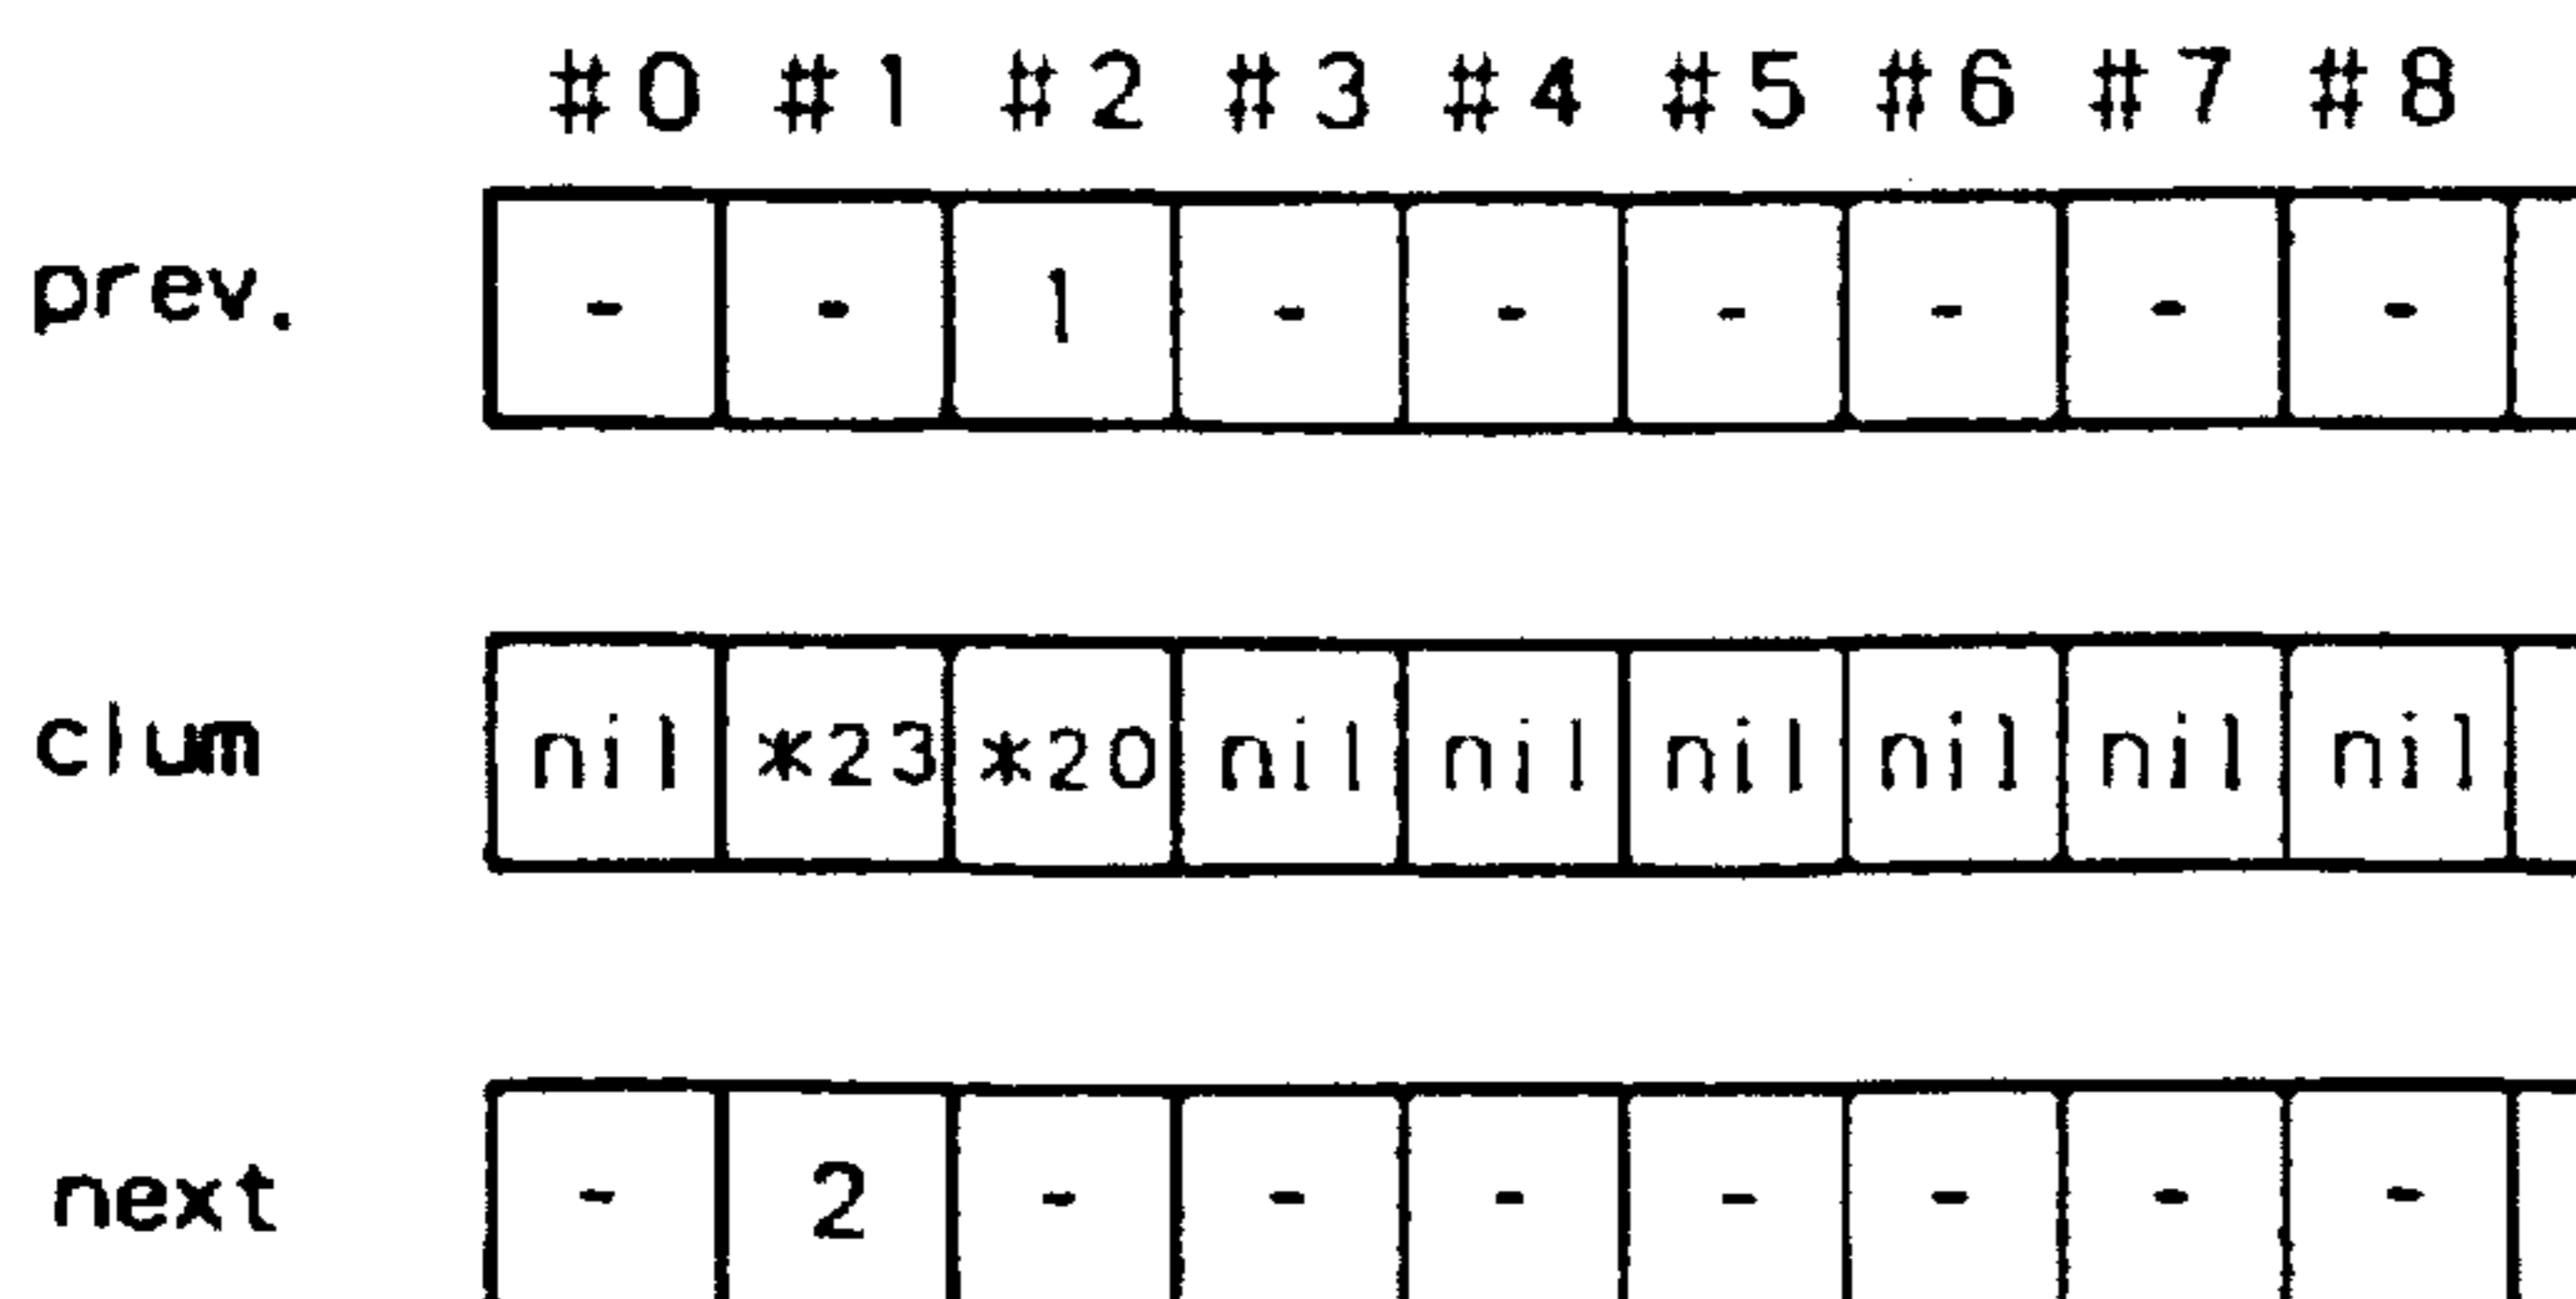 #0 #1 #2 #3 #4 #5 #6 #7 #8
prev. - - 1 - - - - - -
clum nil *23 *20 nil nil nil nil nil nil
next - 2 - - - - - - -